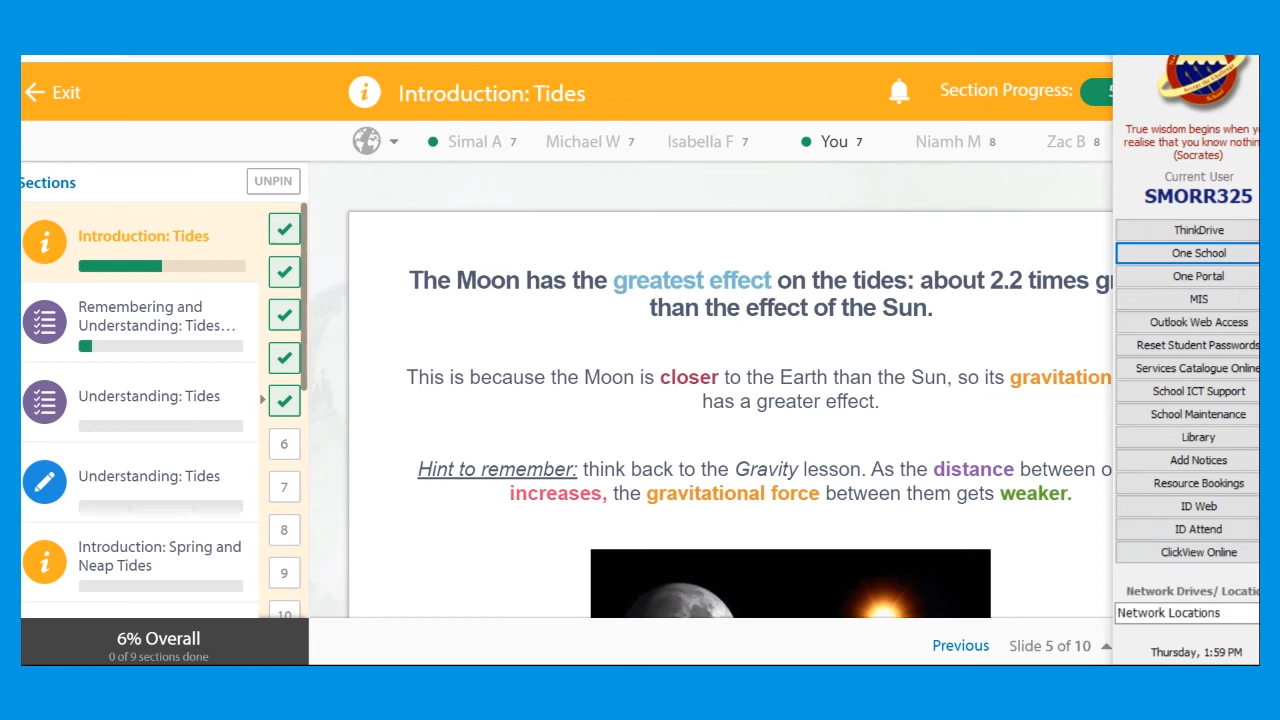 Exit
Introduction: Tides
Section Progress:
Simal A 7
Michael W 7
Isabella F 7
You 7
Niamh M 8
Zac B 8
Sections
UNPIN
Introduction: Tides
Remembering and
Understanding: Tides…
Understanding: Tides
Understanding: Tides
Introduction: Spring and
Neap Tides
6
7
8
9
10
6% Overall
0 of 9 sections done
The Moon has the greatest effect on the tides: about 2.2 times
than the effect of the Sun.
This is because the Moon is closer to the Earth than the Sun, so its
has a greater effect.
Hint to remember: think back to the Gravity lesson. As the distance between
increases, the gravitational force between them gets weaker.
Previous
Slide 5 of 10
True wisdom begins when
realise that you know
(Socrates)
Current User
SMORR325
ThinkDrive
One School
One Portal
MIS
Outlook Web Access
Reset Student Passwords
Services Catalogue Online
School ICT Support
School Maintenance
Library
Add Notices
Resource Bookings
ID Web
ID Attend
ClickView Online
Network Drives/
Network Locations
Thursday, 1:59 PM